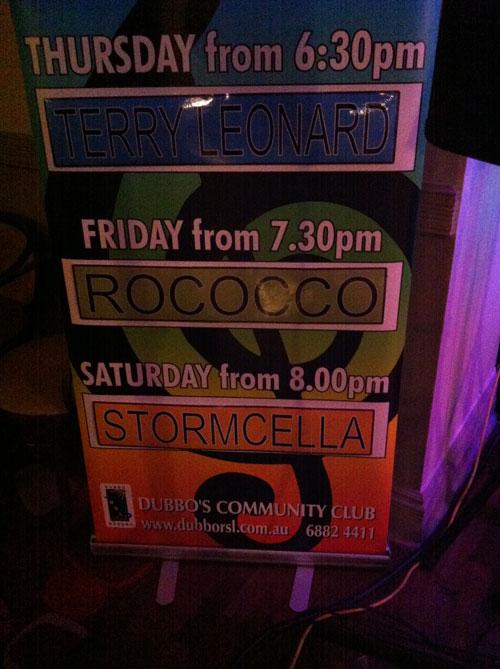 THURSDAY from 6:30pm
TERRY LEONARD
FRIDAY from 7.30pm
ROCOCCO
SATURDAY from 8.00pm
STORMCELLA
DUBBO'S COMMUNITY CLUB
www.dubborsl.com.au 6882 4411